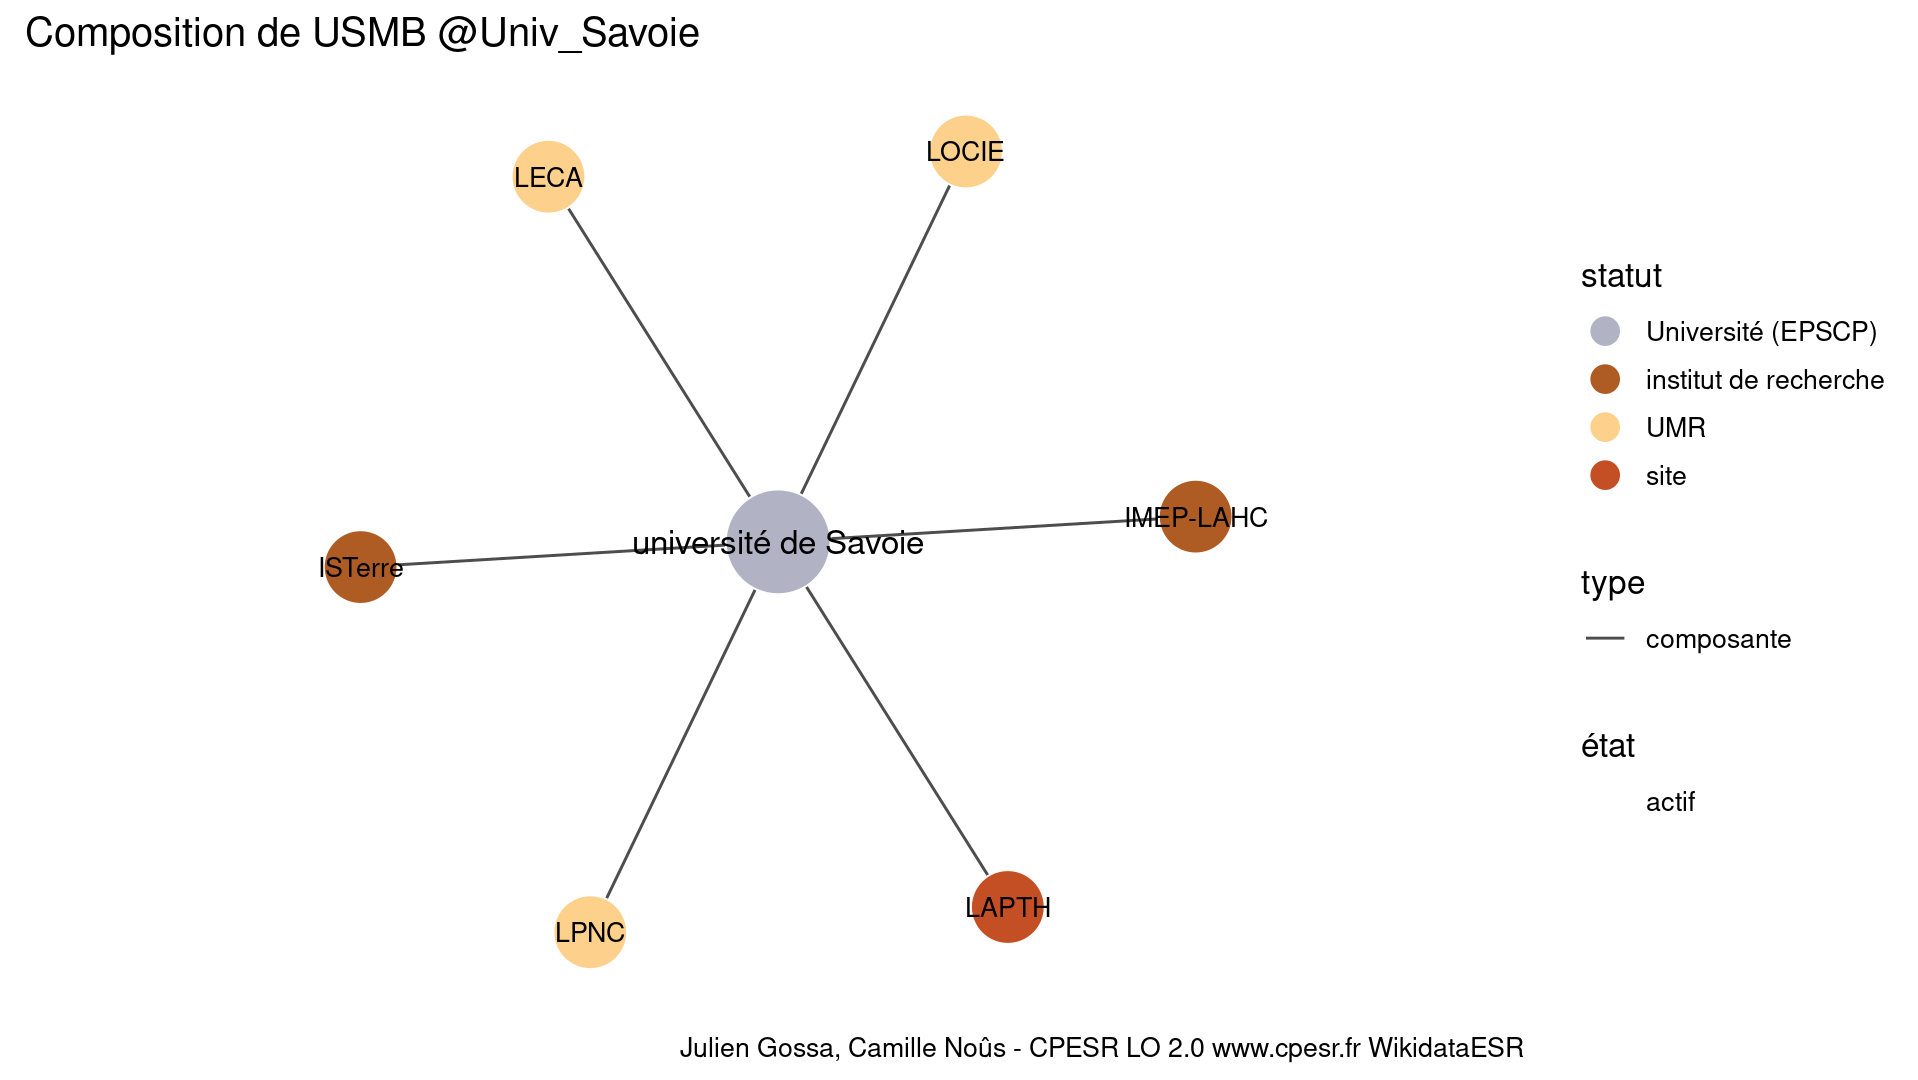 Composition de USMB @Univ_Savoie
LOCIE
LECA
IMEP-LAHC
université de Savoie
ISTerre
LAPTH
LPNC
statut
Université (EPSCP)
institut de recherche
UMR
site
type
composante
état
actif
Julien Gossa, Camille Noûs - CPESR LO 2.0 www.cpesr.fr WikidataESR